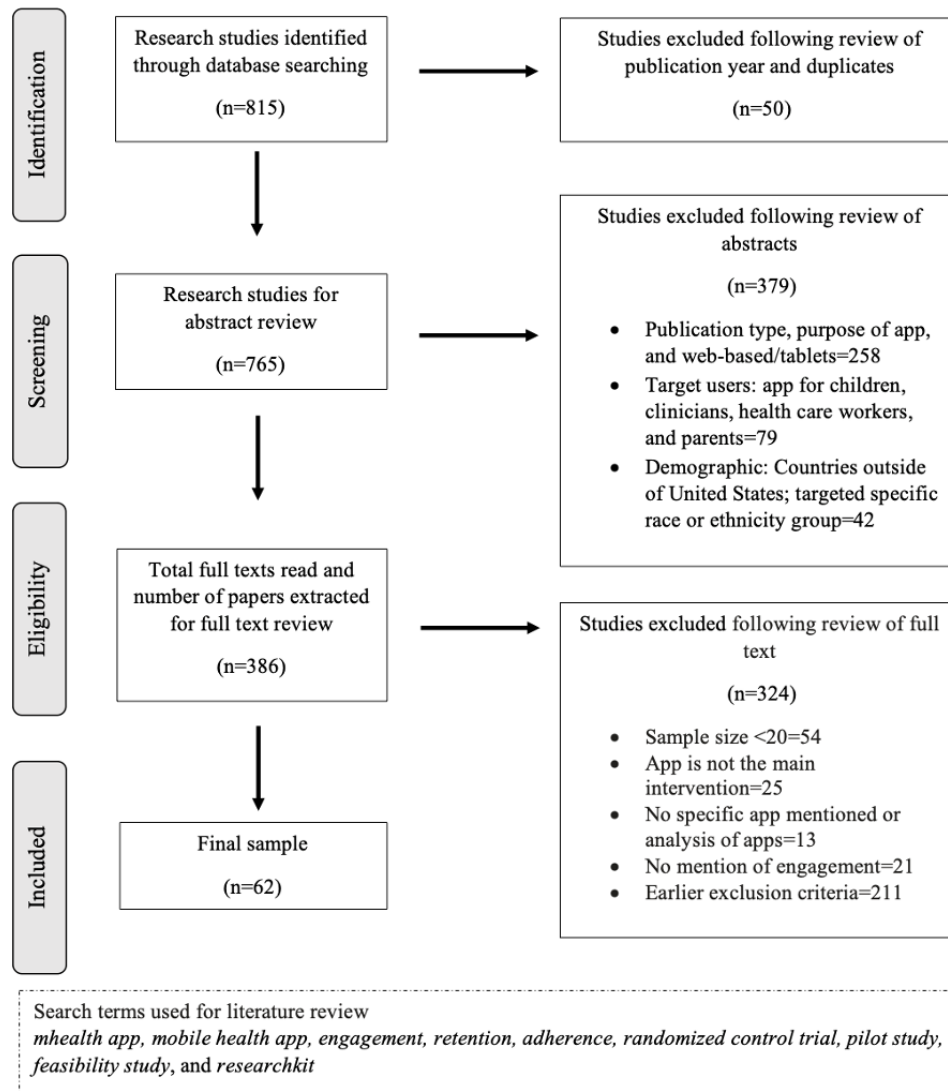 Identification
Research studies identified
through database searching
(n=815)
Studies excluded following review of
publication year and duplicates
(n=50)
Screening
Research studies for
abstract review
(n=765)
Studies excluded following review of
abstracts
(n=379)
• Publication type, purpose of app,
and web-based/tablets=258
• Target users: app for children,
clinicians, health care workers,
and parents=79
• Demographic: Countries outside
of United States; targeted specific
race or ethnicity group=42
Eligibility
Total full texts read and
number of papers extracted
for full text review
(n=386)
Studies excluded following review of full
text
(n=324)
• Sample size <20=54
• App is not the main
intervention=25
• No specific app mentioned or
analysis of apps=13
• No mention of engagement=21
• Earlier exclusion criteria=211
Included
Final sample
(n=62)
Search terms used for literature review
mhealth app, mobile health app, engagement, retention, adherence, randomized control trial, pilot study,
feasibility study, and researchkit